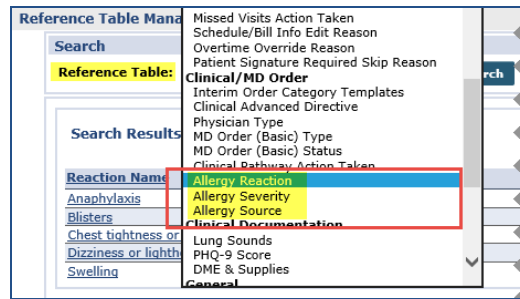 Reference Table Mana
Search
Reference Table:
rch
Missed Visits Action Taken
Schedule/Bill Info Edit Reason
Overtime Override Reason
Patient Signature Required Skip Reason
Clinical/MD Order
Interim Order Category Templates
Clinical Advanced Directive
Physician Type
MD Order (Basic) Type
MD Order (Basic) Status
Clinical Pathway Action Taken
Allergy Reaction
Allergy Severity
Allergy Source
Clinical Documentation
Lung Sounds
PHQ-9 Score
DME & Supplies
General
Search Results
Reaction Name
Anaphylaxis
Blisters
Chest tightness or
Dizziness or lighth
Swelling